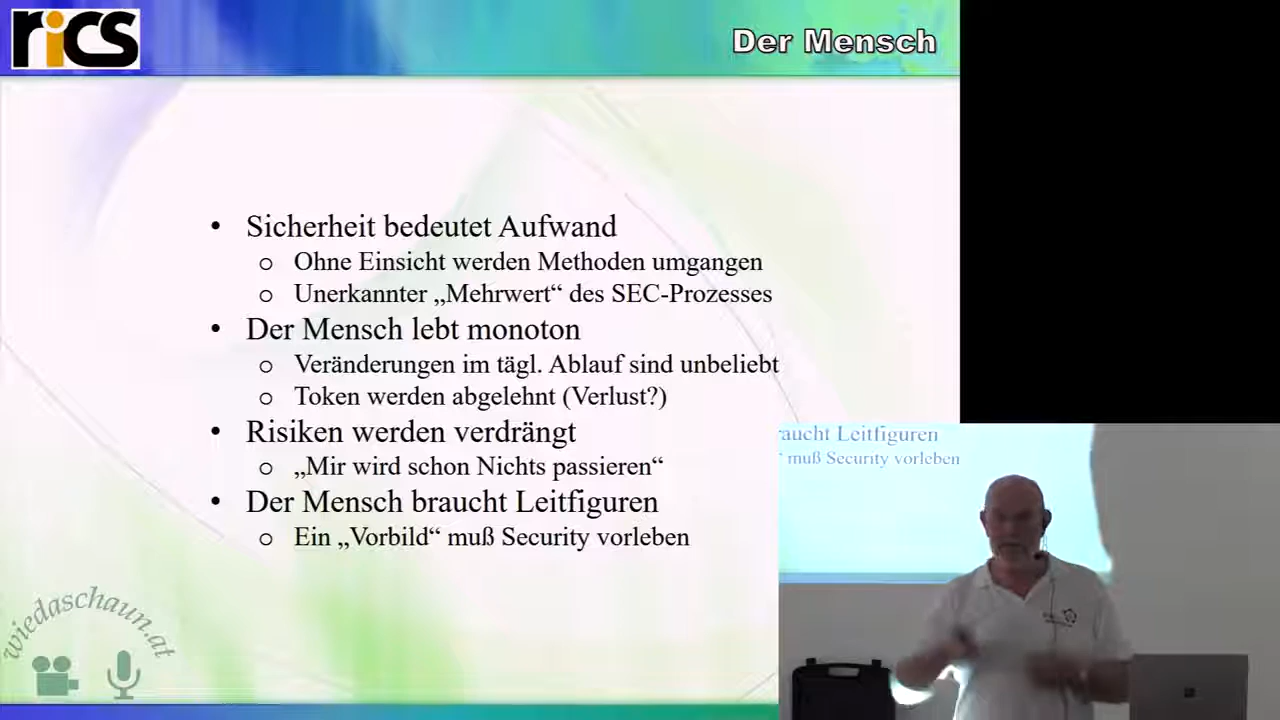 rics
Der Mensch
• Sicherheit bedeutet Aufwand
o Ohne Einsicht werden Methoden umgangen
o Unerkannter „Mehrwert“ des SEC-Prozesses
• Der Mensch lebt monoton
o Veränderungen im tägl. Ablauf sind unbeliebt
o Token werden abgelehnt (Verlust?)
• Risiken werden verdrängt
o „Mir wird schon Nichts passieren“
• Der Mensch braucht Leitfiguren
o Ein „Vorbild“ muß Security vorleben
raucht Leitfiguren
“ muß Security vorleben
wiedaschaun.at